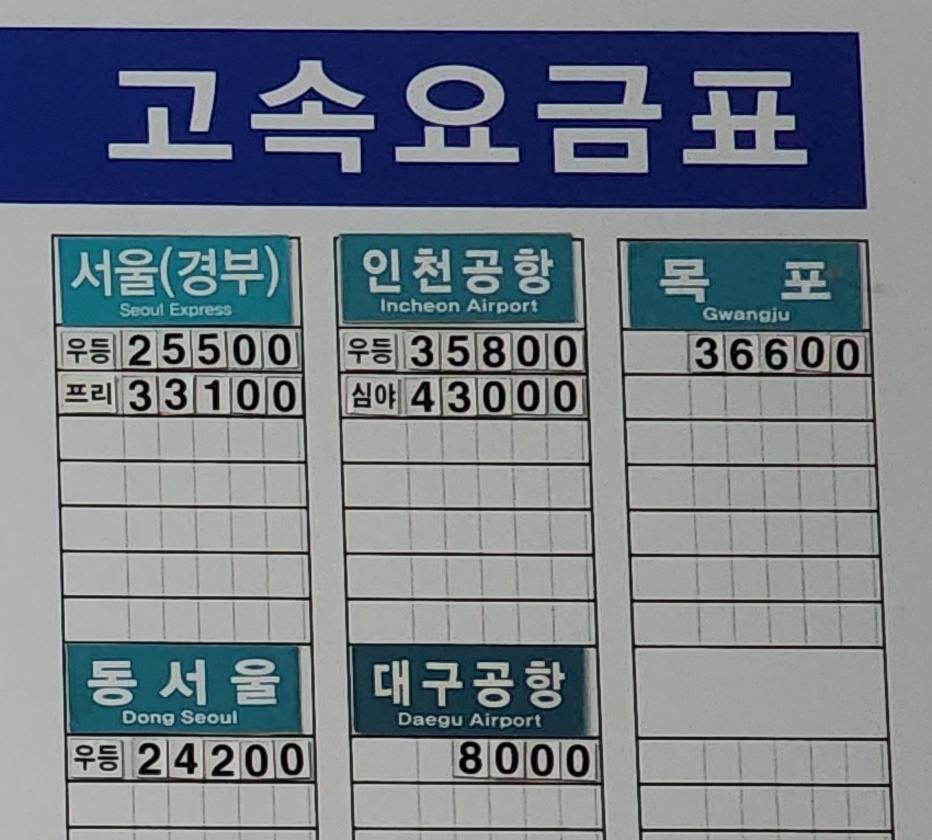 고속요금표
서울(경부)
Seoul Express
우등 25500
프리 33100
인천공항
Incheon Airport
우등 35800
심야 43000
목 포
Gwangju
36600
동서울
Dong Seoul
우등 24200
대구공항
Daegu Airport
8000